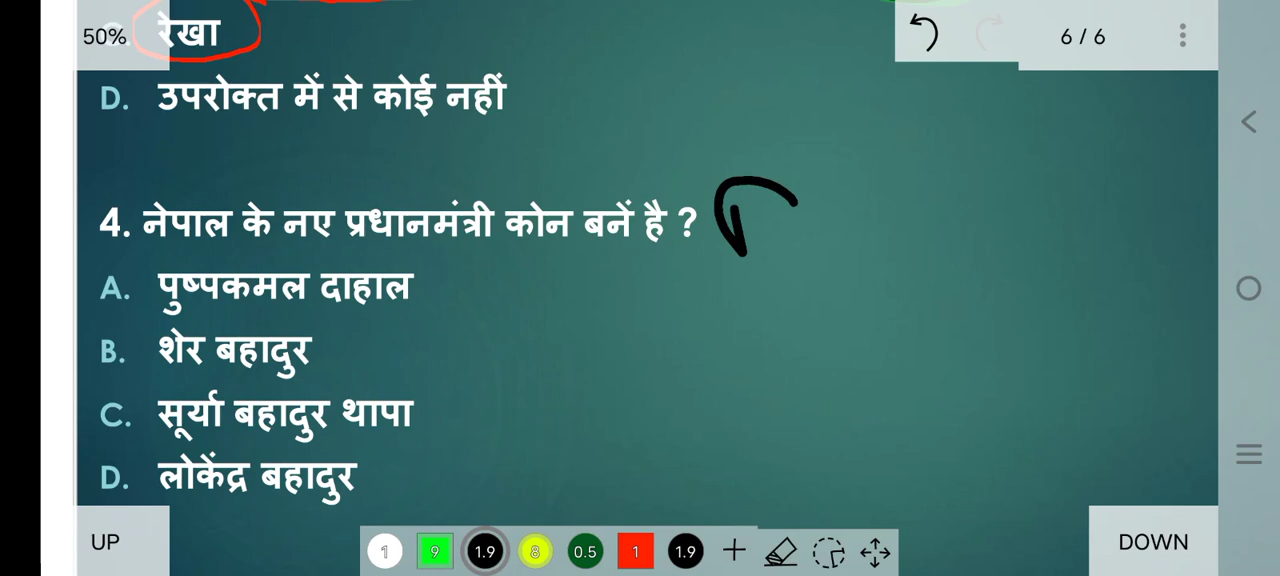 50%
रेखा
6 / 6
D. उपरोक्त में से कोई नहीं
4. नेपाल के नए प्रधानमंत्री कोन बनें है ?
A. पुष्पकमल दाहाल
B. शेर बहादुर
C. सूर्या बहादुर थापा
D. लोकेंद्र बहादुर
UP
1 9 1.9 8 0.5 1 1.9
DOWN